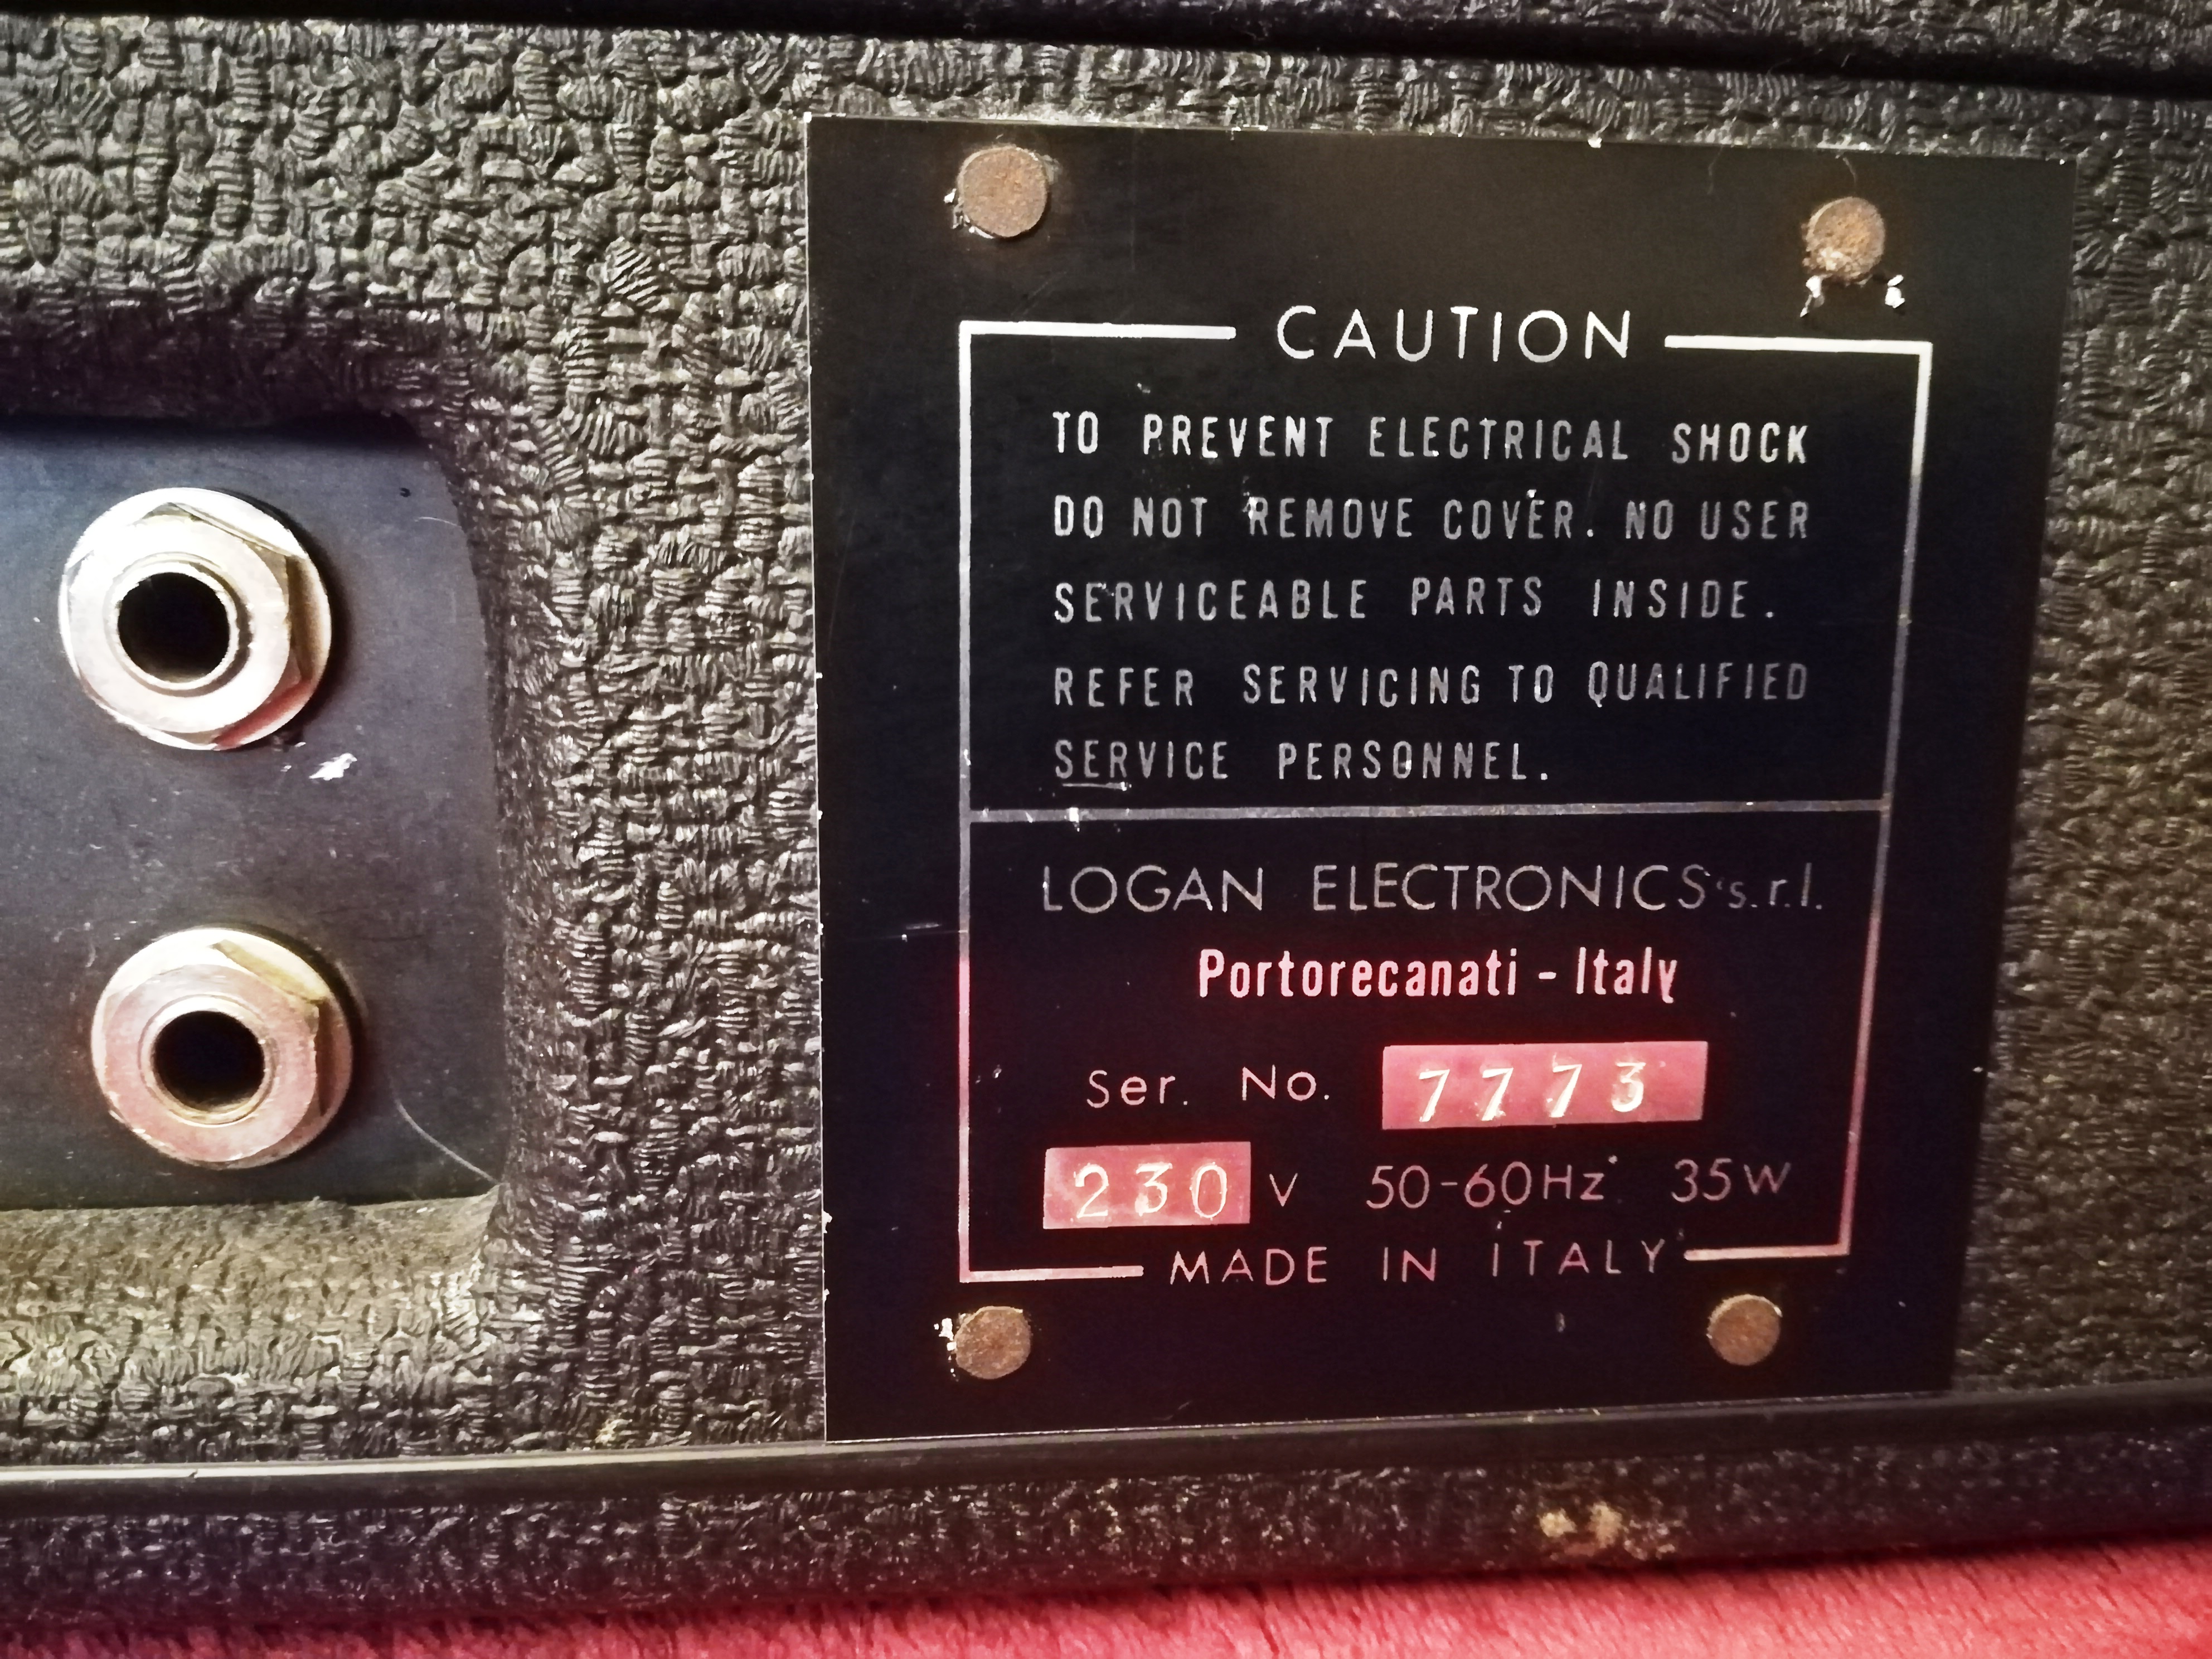 CAUTION
TO PREVENT ELECTRICAL SHOCK
DO NOT REMOVE COVER. NO USER
SERVICEABLE PARTS INSIDE.
REFER SERVICING TO QUALIFIED
SERVICE PERSONNEL.
LOGAN ELECTRONICS s.r.l.
Portorecanati - Italy
Ser. No. 7773
230 V 50-60Hz 35W
MADE IN ITALY